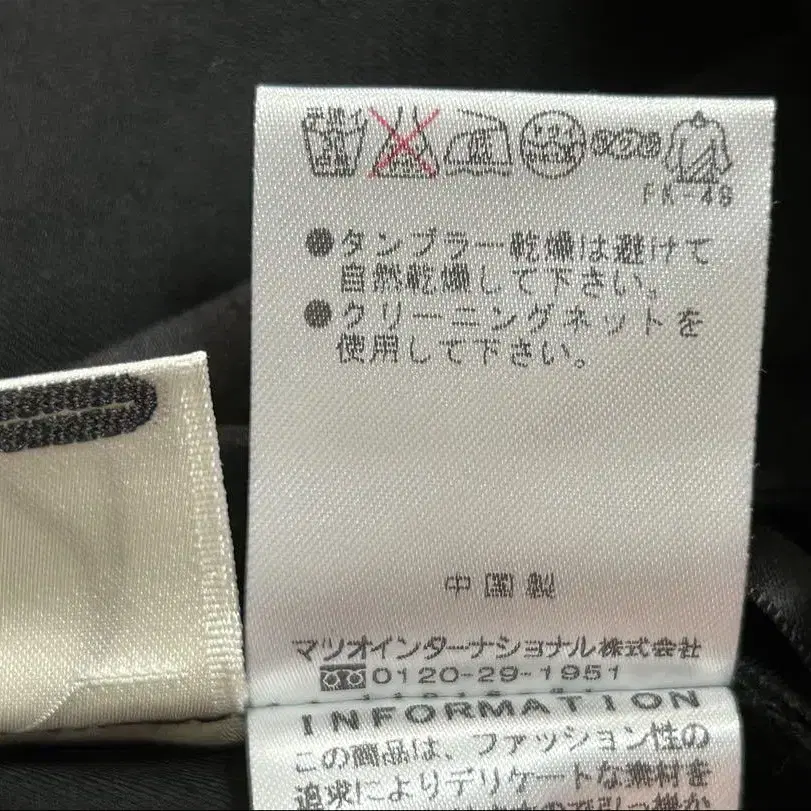 手洗イ
FK-48
●タンブラー乾燥は避けて
自然乾燥して下さい。
●クリーニングネットを
使用して下さい。
中国製
マツオインターナショナル株式会社
0120-29-1951
INFORMATION
この商品は、ファッション性の
追求によりデリケートな素材を